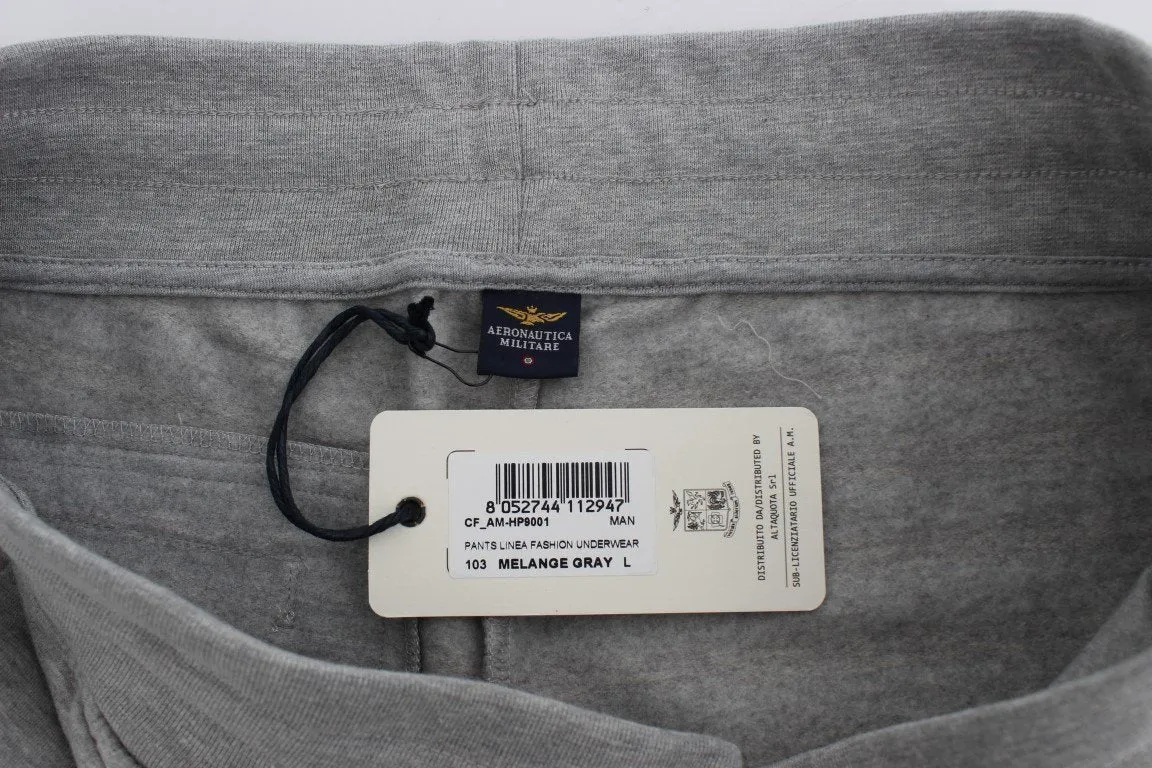 AERONAUTICA
MILITARE
8 052744 112947
CF_AM-HP9001 MAN
PANTS LINEA FASHION UNDERWEAR
103 MELANGE GRAY L
DISTRIBUITO DA/DISTRIBUTED BY
ALTAQUOTA Srl
SUB-LICENZIATARIO UFFICIALE A.M.